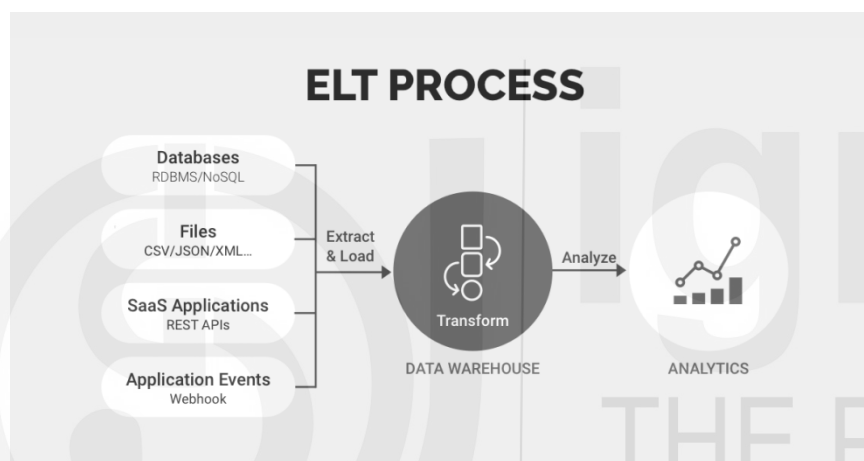 ELT PROCESS
Databases
RDBMS/NoSQL
Files
CSV/JSON/XML...
SaaS Applications
REST APIs
Application Events
Webhook
Extract
& Load
Transform
DATA WAREHOUSE
Analyze
ANALYTICS
THE